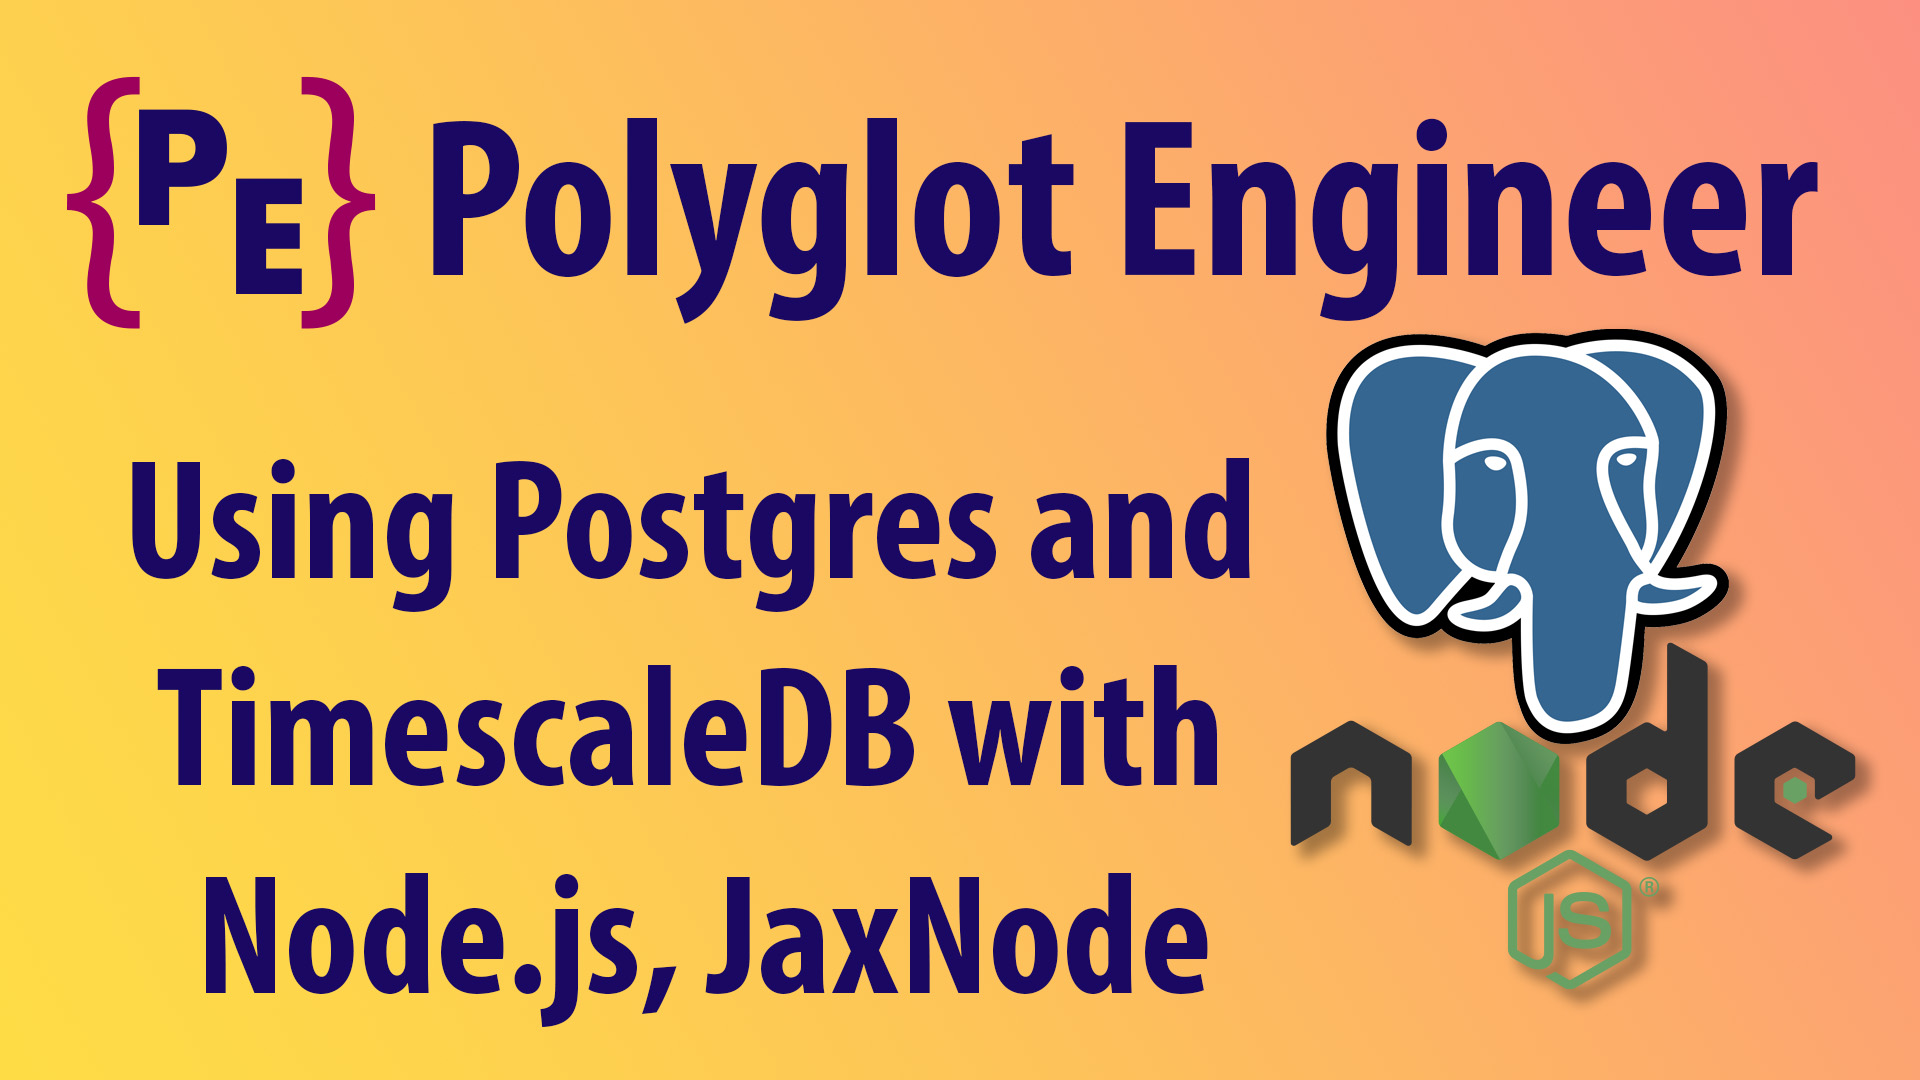 {PE} Polyglot Engineer
Using Postgres and
TimescaleDB with
Node.js, JaxNode
node
JS®